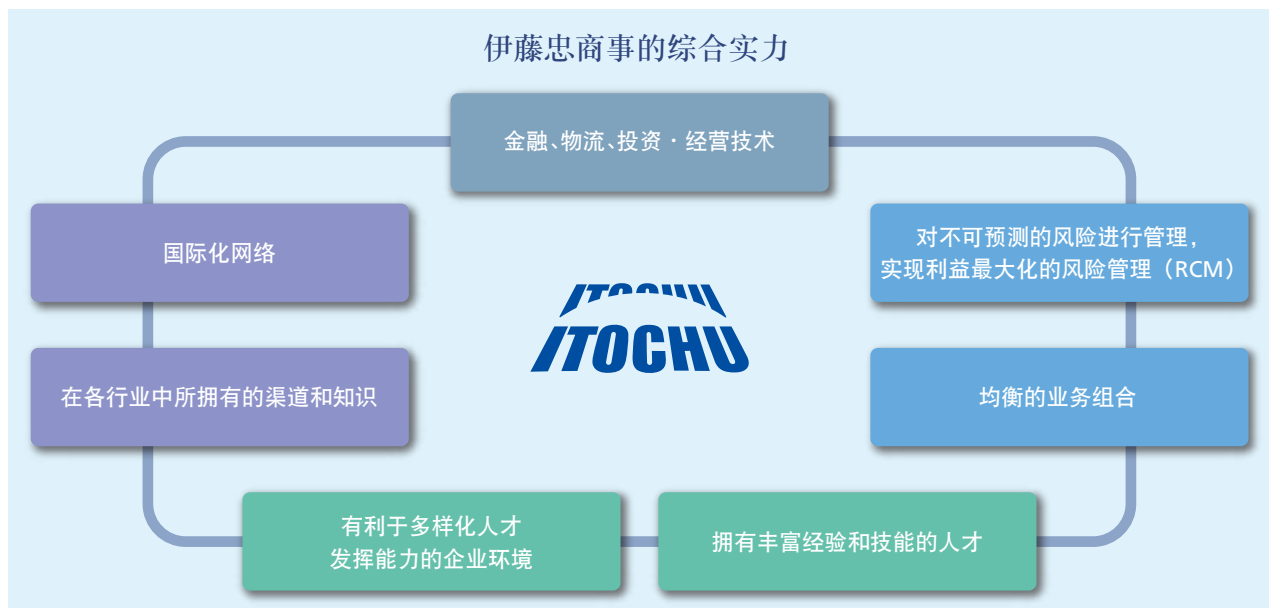 伊藤忠商事的综合实力
金融、物流、投资·经营技术
国际化网络
对不可预测的风险进行管理，
实现利益最大化的风险管理（RCM）
ITOCHU
ITOCHU
在各行业中所拥有的渠道和知识
均衡的业务组合
有利于多样化人才
发挥能力的企业环境
拥有丰富经验和技能的人才